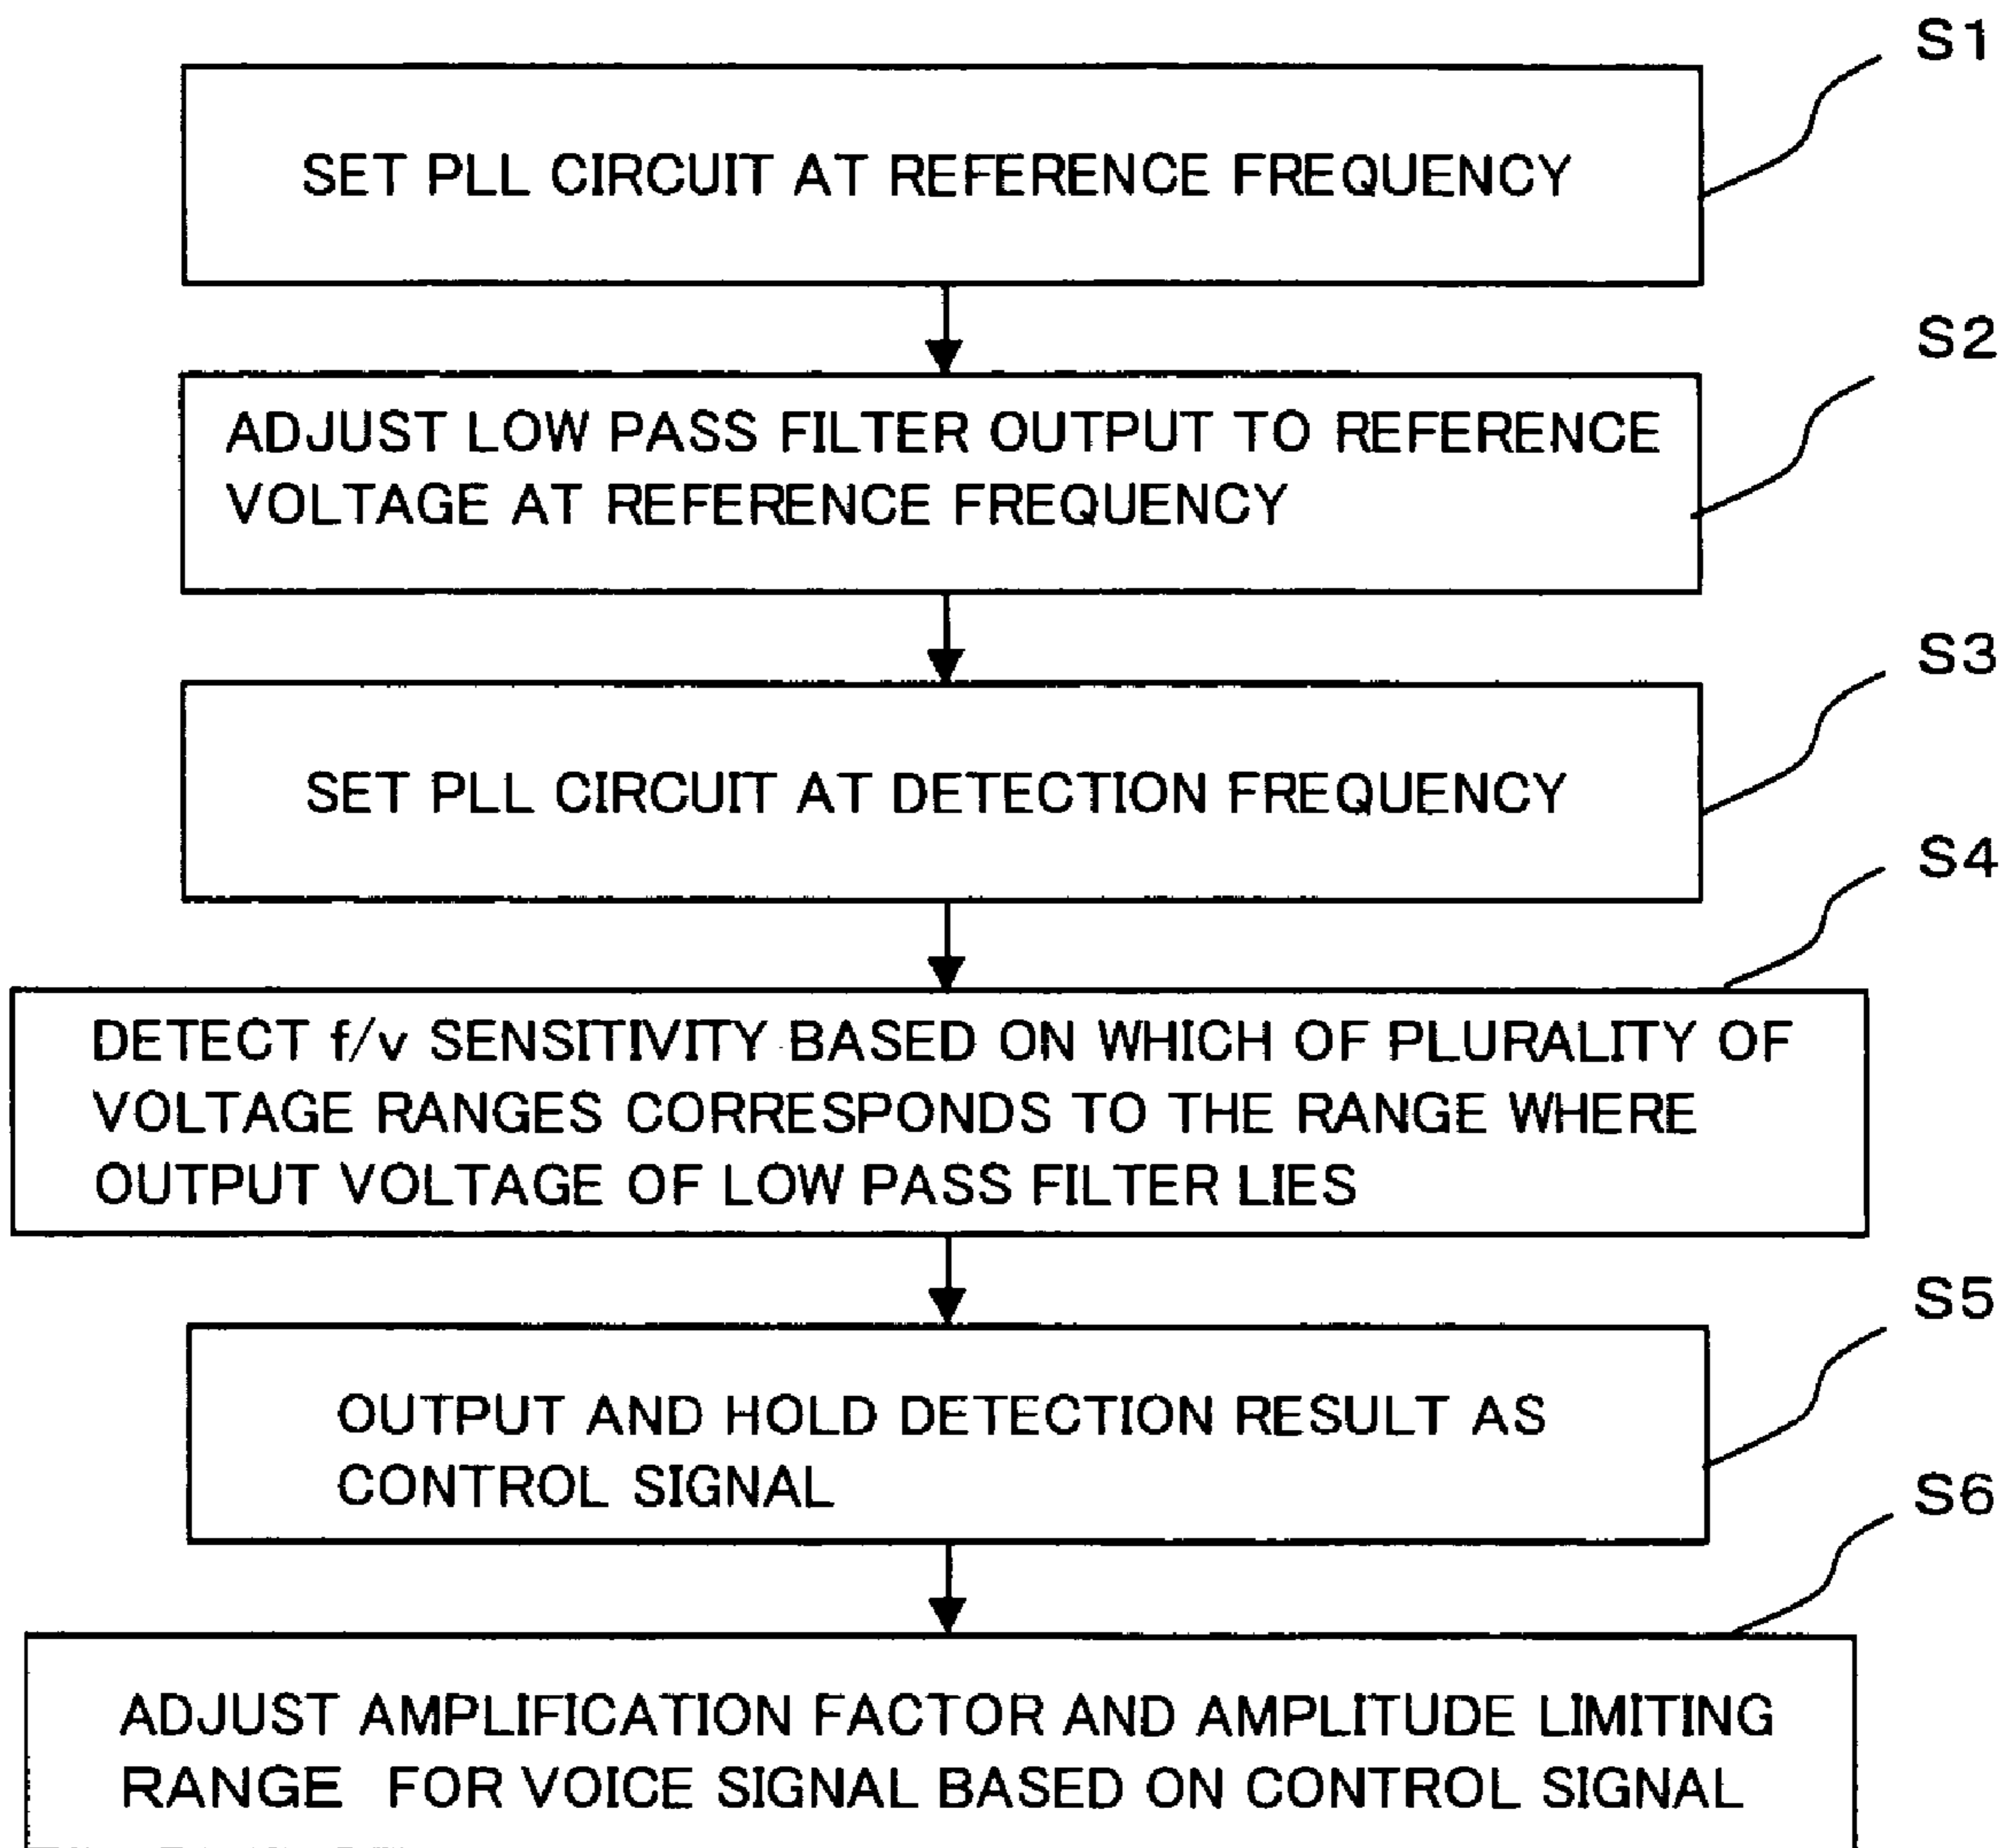 S1
SET PLL CIRCUIT AT REFERENCE FREQUENCY
S2
ADJUST LOW PASS FILTER OUTPUT TO REFERENCE
VOLTAGE AT REFERENCE FREQUENCY
S3
SET PLL CIRCUIT AT DETECTION FREQUENCY
S4
DETECT f/v SENSITIVITY BASED ON WHICH OF PLURALITY OF
VOLTAGE RANGES CORRESPONDS TO THE RANGE WHERE
OUTPUT VOLTAGE OF LOW PASS FILTER LIES
S5
OUTPUT AND HOLD DETECTION RESULT AS
CONTROL SIGNAL
S6
ADJUST AMPLIFICATION FACTOR AND AMPLITUDE LIMITING
RANGE FOR VOICE SIGNAL BASED ON CONTROL SIGNAL